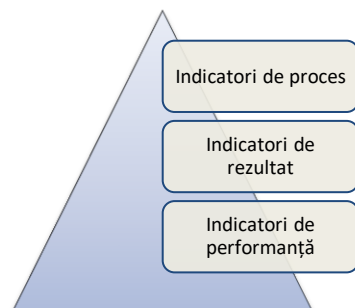 Indicatori de proces
Indicatori de
rezultat
Indicatori de
performanță